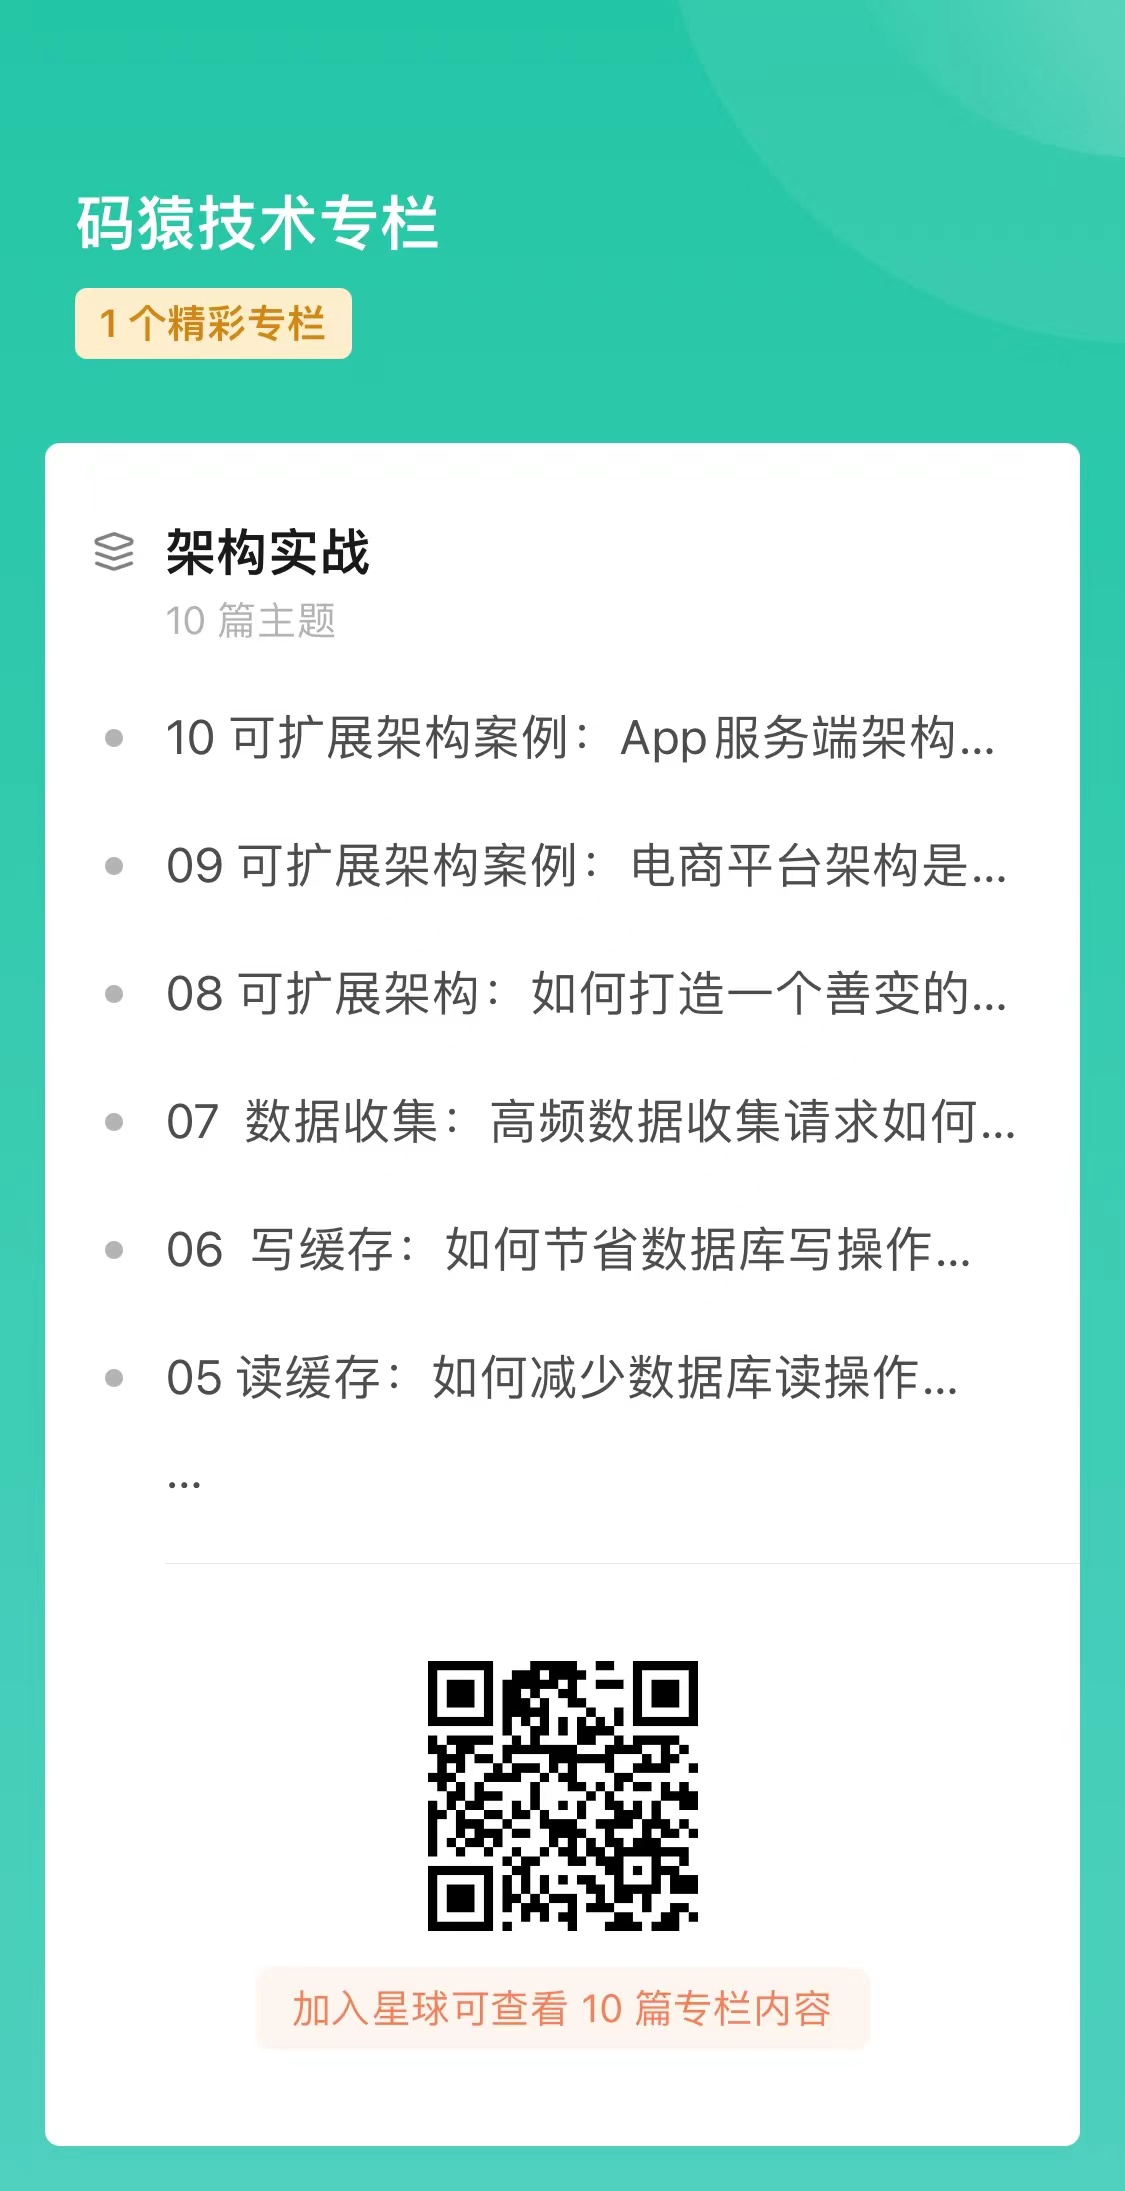 码猿技术专栏
1 个精彩专栏
架构实战
10 篇主题
10 可扩展架构案例：App服务端架构...
09 可扩展架构案例：电商平台架构是...
08 可扩展架构：如何打造一个善变的...
07 数据收集：高频数据收集请求如何...
06 写缓存：如何节省数据库写操作...
05 读缓存：如何减少数据库读操作...
...
加入星球可查看 10 篇专栏内容